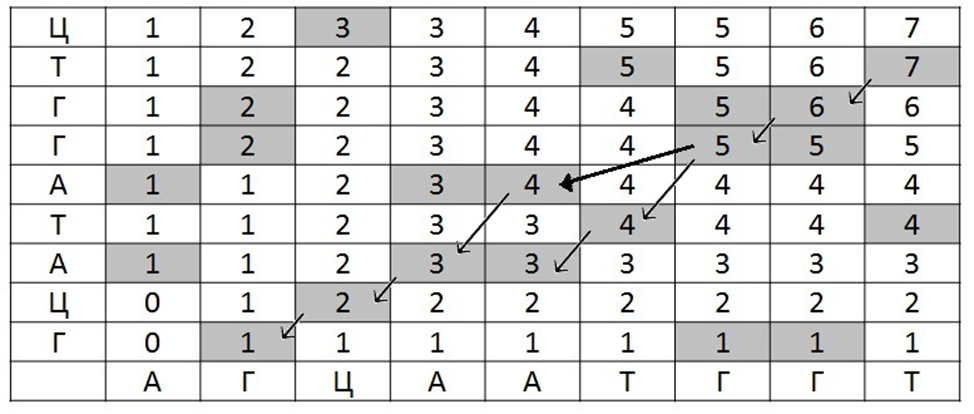 Ц 1 2 3 3 4 5 5 6 7
Т 1 2 2 3 4 5 5 6 7
Г 1 2 2 3 4 4 5 6 6
Г 1 2 2 3 4 4 5 5 5
А 1 1 2 3 4 4 4 4 4
Т 1 1 2 3 3 4 4 4 4
А 1 1 2 3 3 3 3 3 3
Ц 0 1 2 2 2 2 2 2 2
Г 0 1 1 1 1 1 1 1 1
А Г Ц А А Т Г Г Т